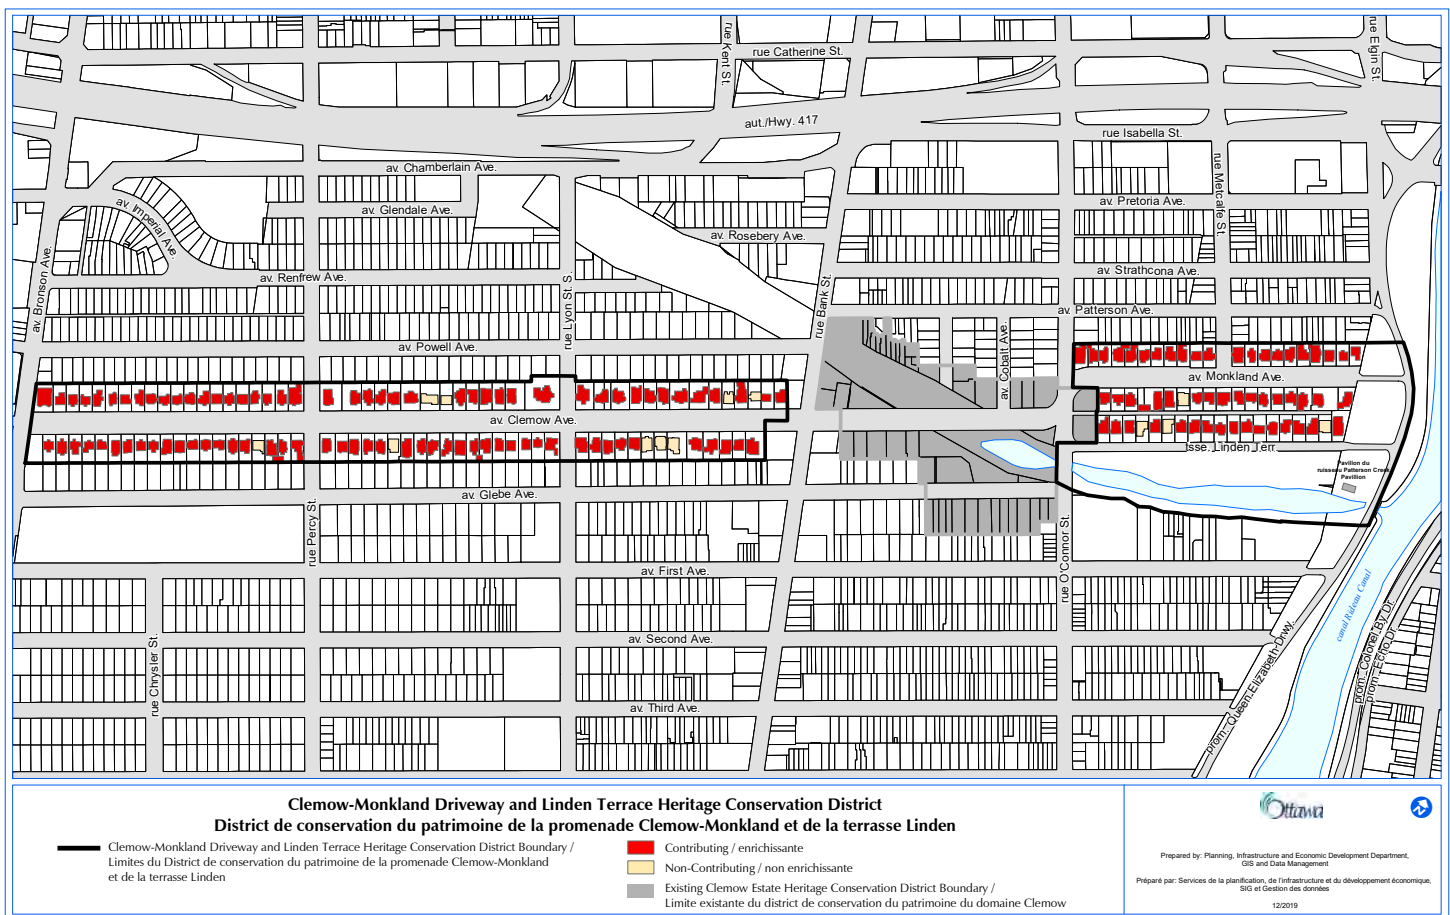 rue Kent St.
rue Catherine St.
rue Elgin St.
aut./Hwy. 417
rue Isabella St.
av. Chamberlain Ave.
rue Metcalfe St.
av. Imperial Ave.
av. Glendale Ave.
av. Pretoria Ave.
av. Rosebery Ave.
av. Bronson Ave.
av. Renfrew Ave.
av. Strathcona Ave.
rue Lyon St. S.
rue Bank St.
av. Patterson Ave.
av. Powell Ave.
av. Cobalt Ave.
av. Monkland Ave.
av. Clemow Ave.
tsse. Linden Terr.
Pavillon du
ruisseau Patterson Creek
Pavillion
av. Glebe Ave.
rue Percy St.
rue O'Connor St.
av. First Ave.
canal Rideau Canal
av. Second Ave.
rue Chrysler St.
prom. Queen Elizabeth Drwy.
prom. Colonel By Dr.
prom. Echo Dr.
av. Third Ave.
Clemow-Monkland Driveway and Linden Terrace Heritage Conservation District
District de conservation du patrimoine de la promenade Clemow-Monkland et de la terrasse Linden
Clemow-Monkland Driveway and Linden Terrace Heritage Conservation District Boundary /
Limites du District de conservation du patrimoine de la promenade Clemow-Monkland
et de la terrasse Linden
Contributing / enrichissante
Non-Contributing / non enrichissante
Existing Clemow Estate Heritage Conservation District Boundary /
Limite existante du district de conservation du patrimoine du domaine Clemow
Ottawa
Prepared by: Planning, Infrastructure and Economic Development Department,
GIS and Data Management
Préparé par: Services de la planification, de l'infrastructure et du développement économique,
SIG et Gestion des données
12/2019